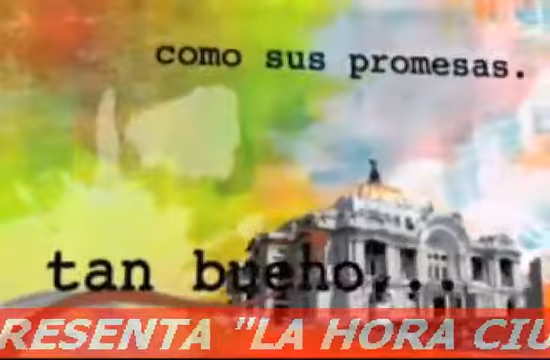 como sus promesas.
tan bueno...
RESENTA "LA HORA CIU